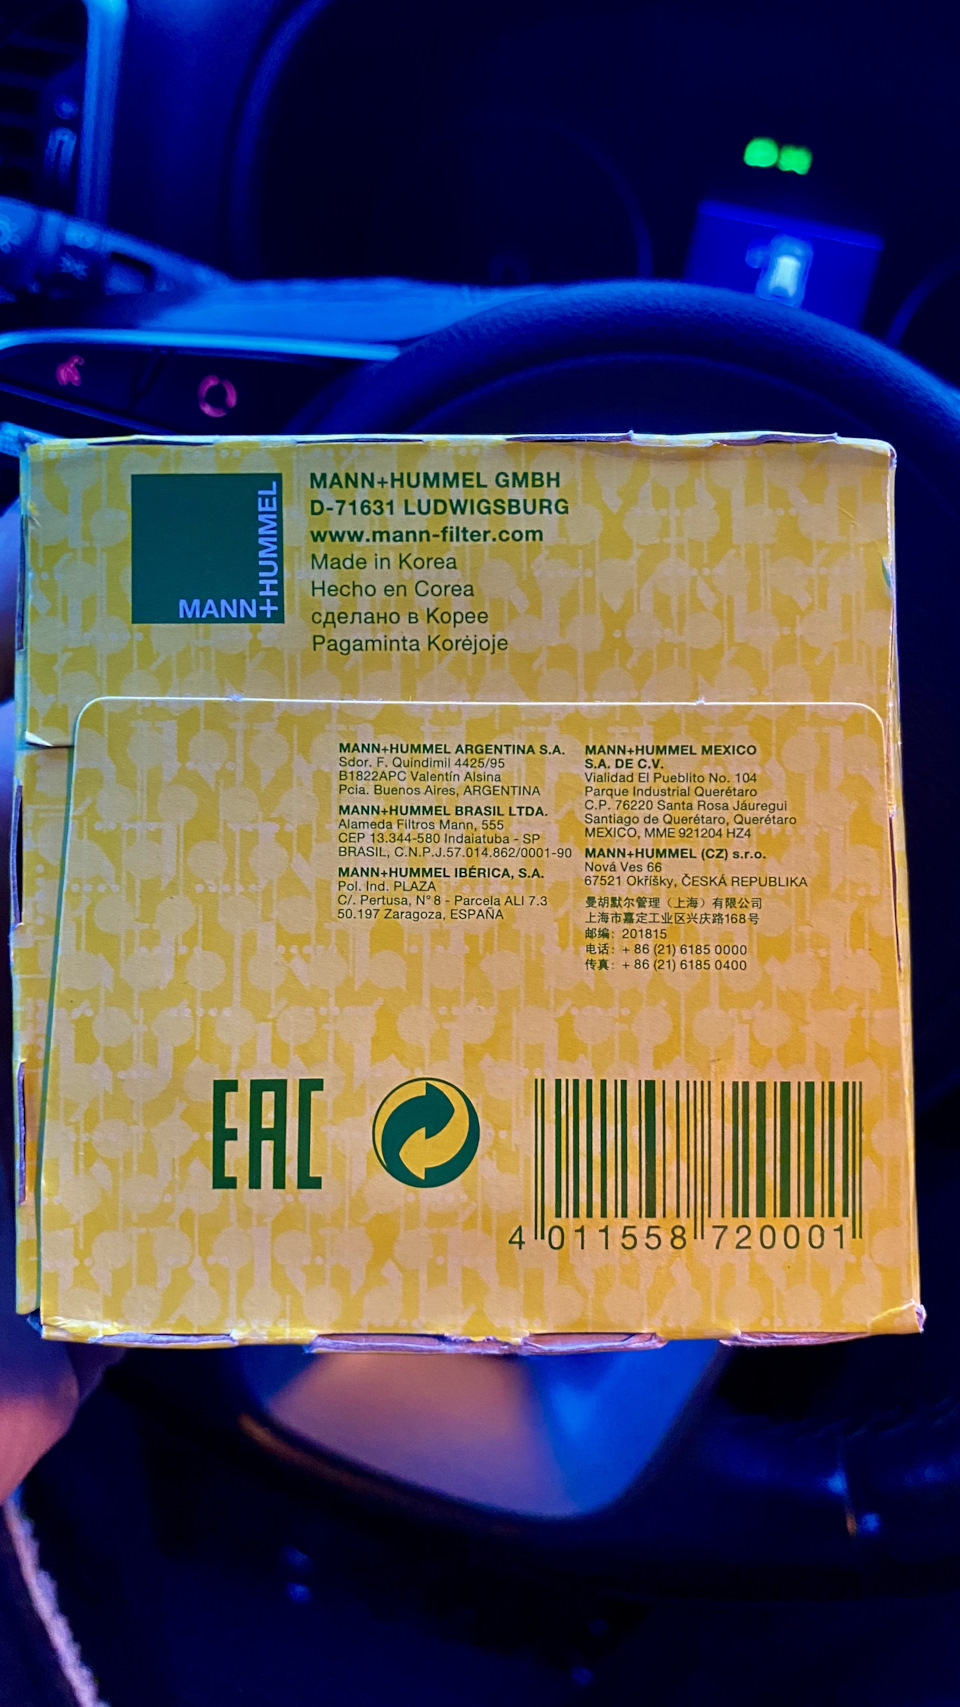 MANN+HUMMEL
MANN+HUMMEL GMBH
D-71631 LUDWIGSBURG
www.mann-filter.com
Made in Korea
Hecho en Corea
сделано в Корее
Pagaminta Korėjoje
MANN+HUMMEL ARGENTINA S.A.
Sdor. F. Quindimil 4425/95
B1822APC Valentín Alsina
Pcia. Buenos Aires, ARGENTINA
MANN+HUMMEL BRASIL LTDA.
Alameda Filtros Mann, 555
CEP 13.344-580 Indaiatuba - SP
BRASIL, C.N.P.J.57.014.862/0001-90
MANN+HUMMEL IBÉRICA, S.A.
Pol. Ind. PLAZA
C/. Pertusa, N° 8 - Parcela ALI 7.3
50.197 Zaragoza, ESPAÑA
MANN+HUMMEL MEXICO
S.A. DE C.V.
Vialidad El Pueblito No. 104
Parque Industrial Querétaro
C.P. 76220 Santa Rosa Jáuregui
Santiago de Querétaro, Querétaro
MEXICO, MME 921204 HZ4
MANN+HUMMEL (CZ) s.r.o.
Nová Ves 66
67521 Okříšky, ČESKÁ REPUBLIKA
曼胡默尔管理（上海）有限公司
上海市嘉定工业区兴庆路168号
邮编：201815
电话：+ 86 (21) 6185 0000
传真：+ 86 (21) 6185 0400
EAC
4 011558 720001